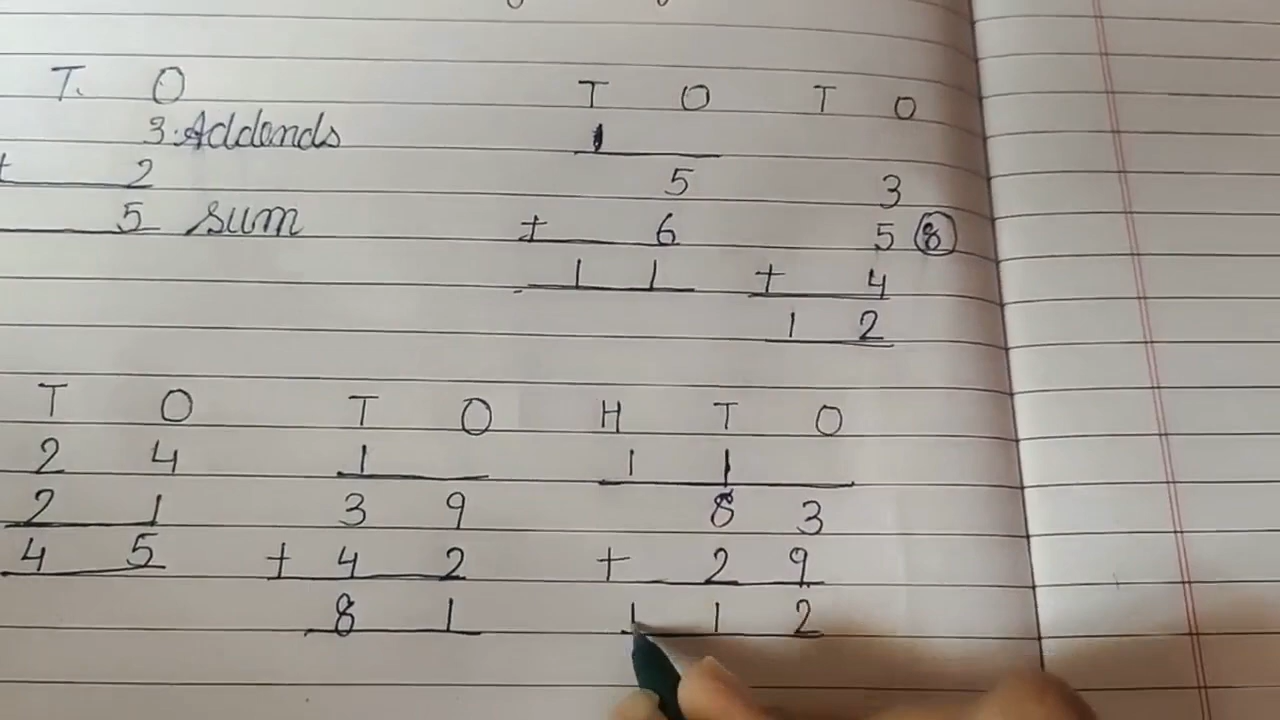 T. O
3. Addends
+ 2
5 sum
T O
1
5
+ 6
1 1
T O
3
5 8
+ 4
1 2
T O
2 4
2 1
4 5
T O
1
3 9
+ 4 2
8 1
H T O
1 1
8 3
+ 2 9
1 1 2